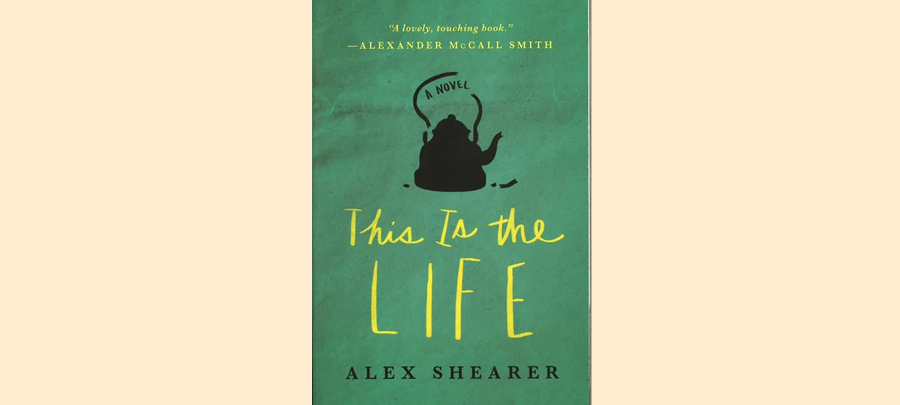 “A lovely, touching book.”
—ALEXANDER McCALL SMITH
A NOVEL
This Is the
LIFE
ALEX SHEARER